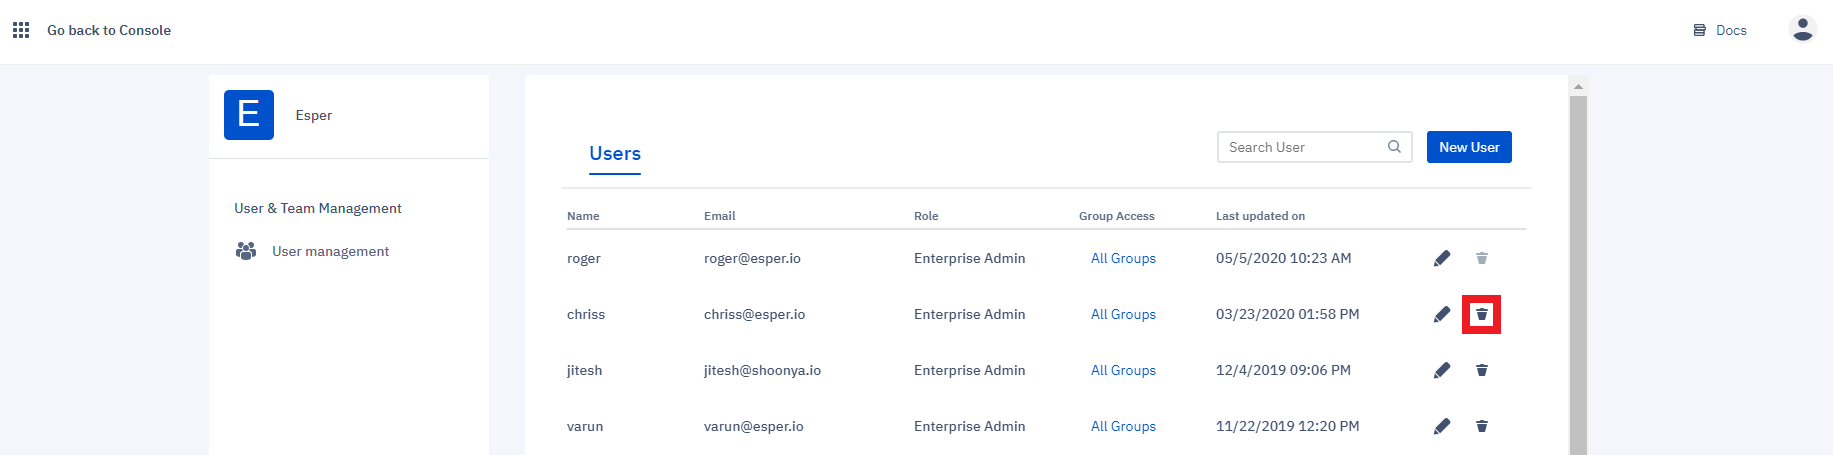 Go back to Console
Docs
E
Esper
User & Team Management
User management
Users
Search User
New User
Name Email Role Group Access Last updated on
roger roger@esper.io Enterprise Admin All Groups 05/5/2020 10:23 AM
chriss chriss@esper.io Enterprise Admin All Groups 03/23/2020 01:58 PM
jitesh jitesh@shoonya.io Enterprise Admin All Groups 12/4/2019 09:06 PM
varun varun@esper.io Enterprise Admin All Groups 11/22/2019 12:20 PM